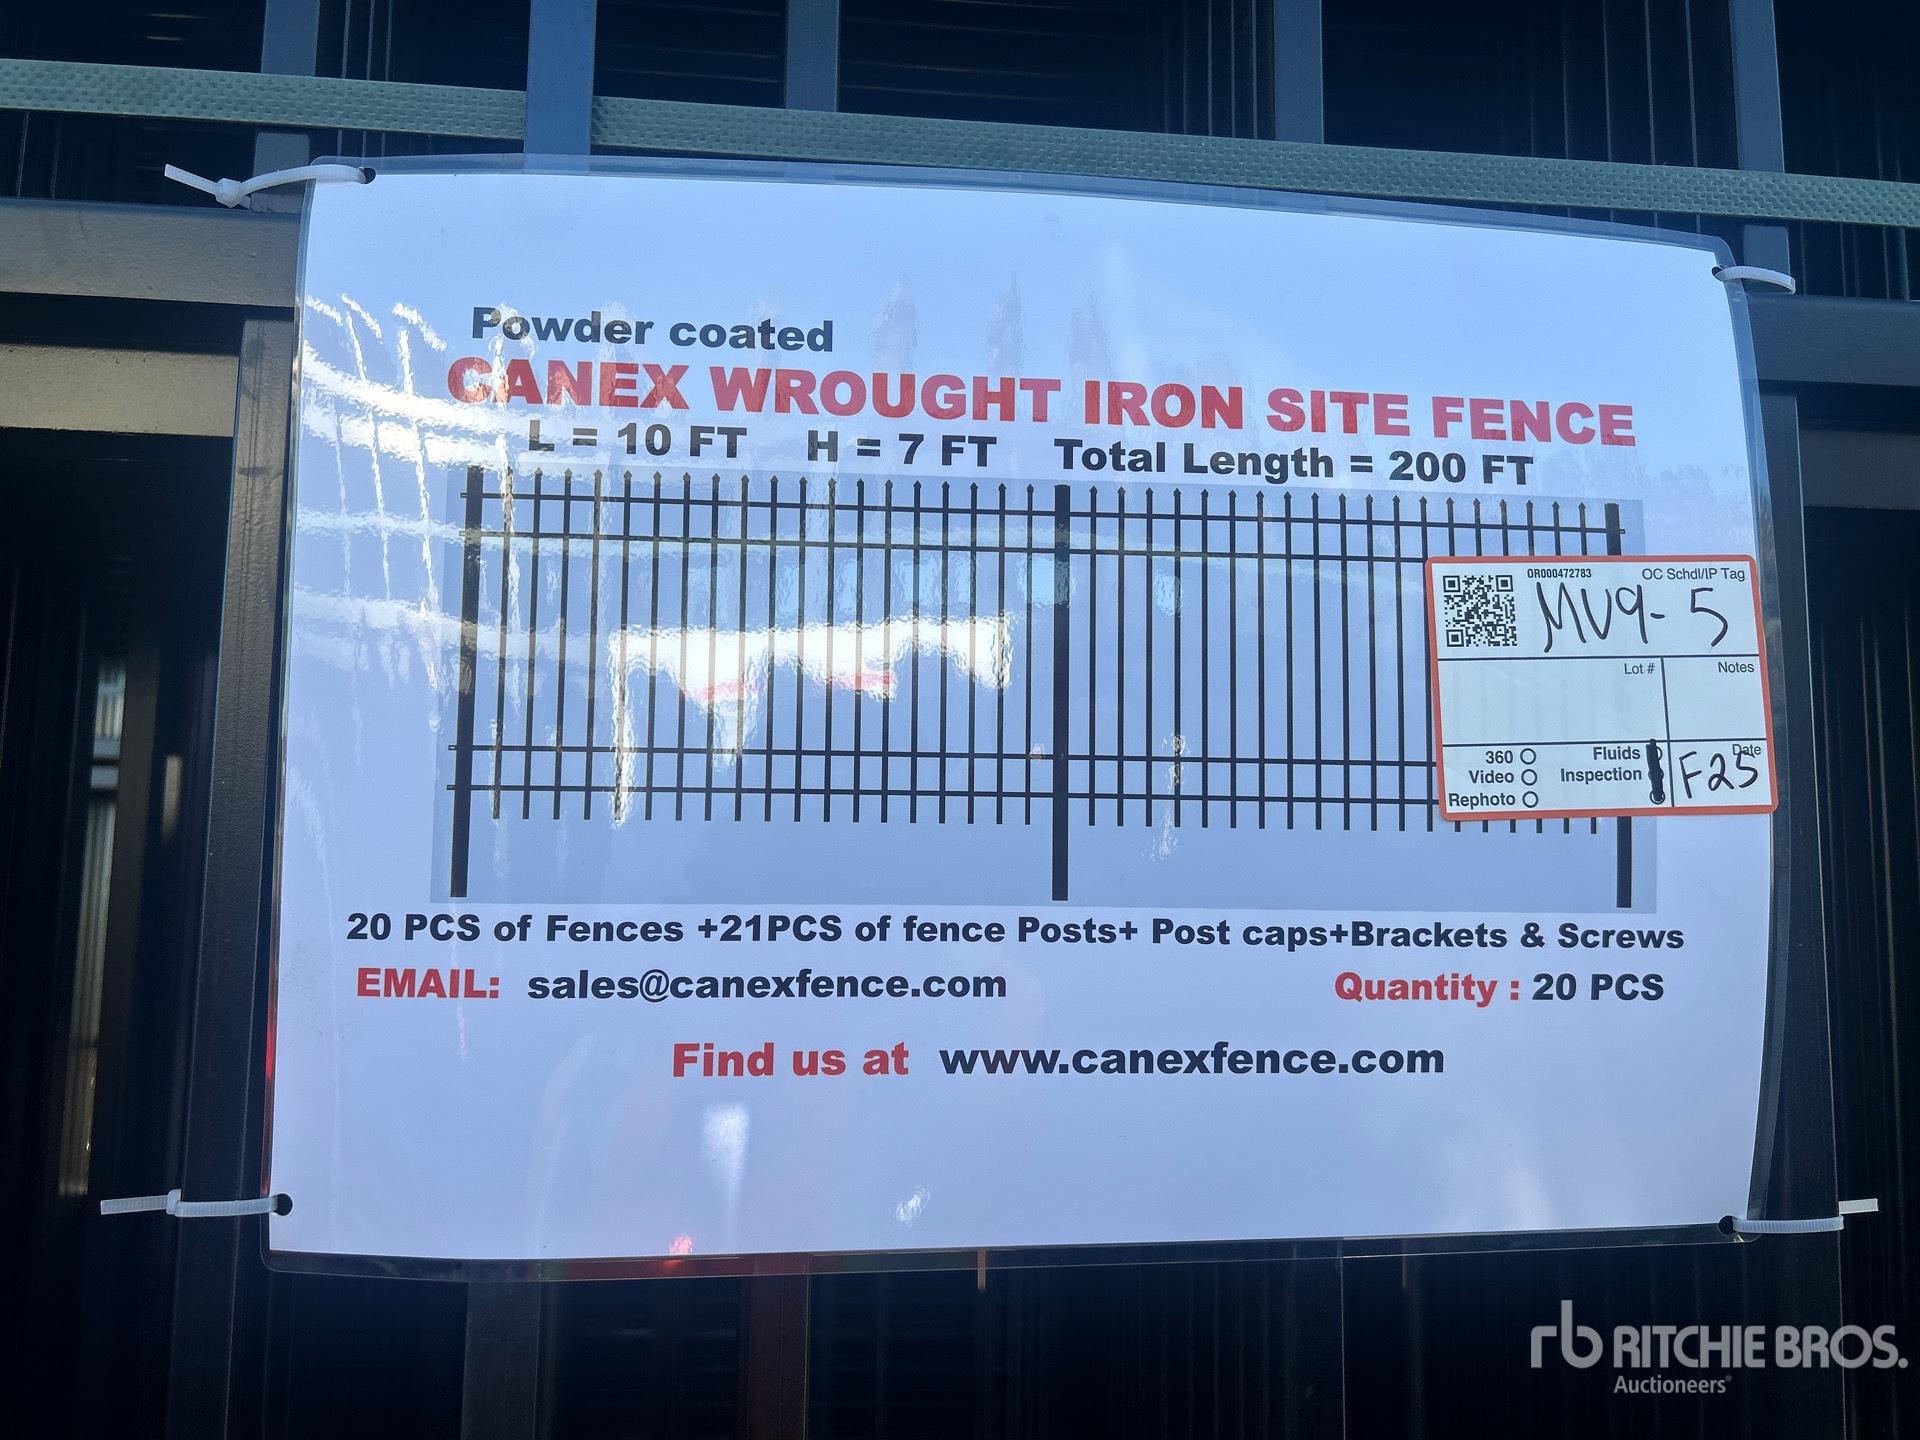 Powder coated
CANEX WROUGHT IRON SITE FENCE
L = 10 FT H = 7 FT Total Length = 200 FT
OR000472783 OC Schdl/IP Tag
MV9-5
Lot # Notes
360 Fluids Date
Video Inspection F25
Rephoto
20 PCS of Fences +21PCS of fence Posts+ Post caps+Brackets & Screws
EMAIL: sales@canexfence.com Quantity : 20 PCS
Find us at www.canexfence.com
rb RITCHIE BROS.
Auctioneers®